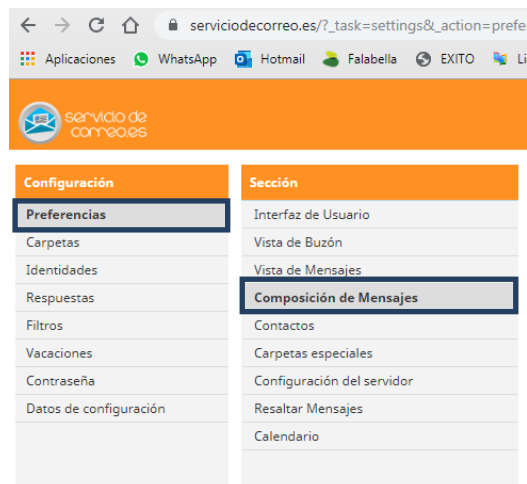 serviciodecorreo.es/?_task=settings&_action=prefe
Aplicaciones WhatsApp Hotmail Falabella EXITO Li
servicio de
correo.es
Configuración
Preferencias
Carpetas
Identidades
Respuestas
Filtros
Vacaciones
Contraseña
Datos de configuración
Sección
Interfaz de Usuario
Vista de Buzón
Vista de Mensajes
Composición de Mensajes
Contactos
Carpetas especiales
Configuración del servidor
Resaltar Mensajes
Calendario